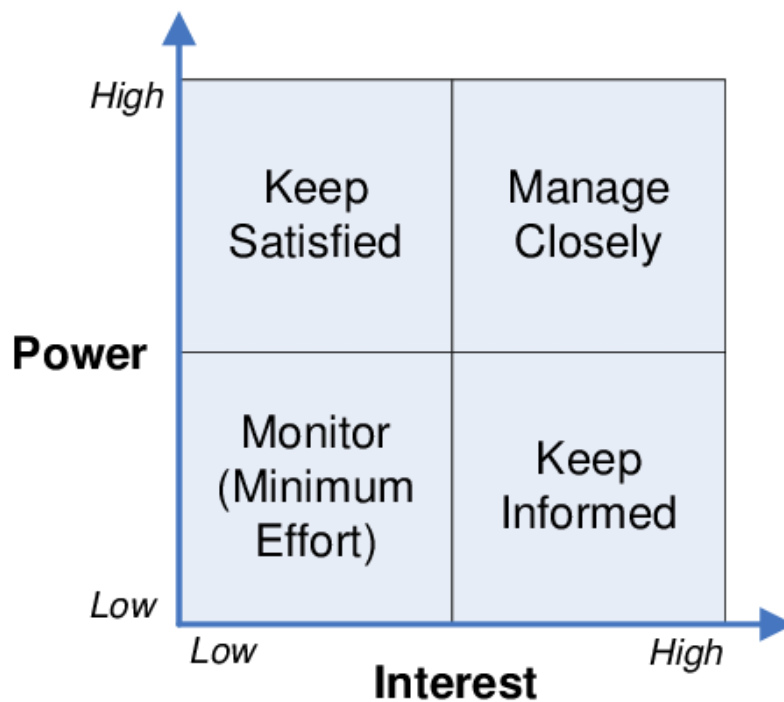 High
Keep
Satisfied
Manage
Closely
Power
Monitor
(Minimum
Effort)
Keep
Informed
Low
Low
High
Interest